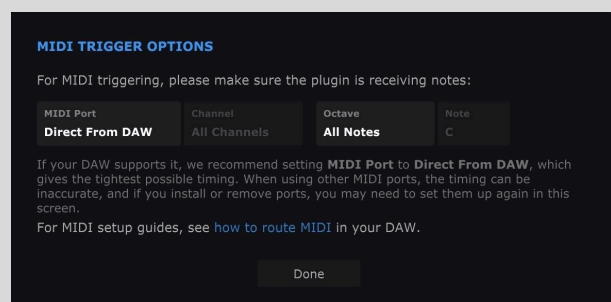 MIDI TRIGGER OPTIONS
For MIDI triggering, please make sure the plugin is receiving notes:
MIDI Port Channel Octave Note
Direct From DAW All Channels All Notes C
If your DAW supports it, we recommend setting MIDI Port to Direct From DAW, which
gives the tightest possible timing. When using other MIDI ports, the timing can be
inaccurate, and if you install or remove ports, you may need to set them up again in this
screen.
For MIDI setup guides, see how to route MIDI in your DAW.
Done